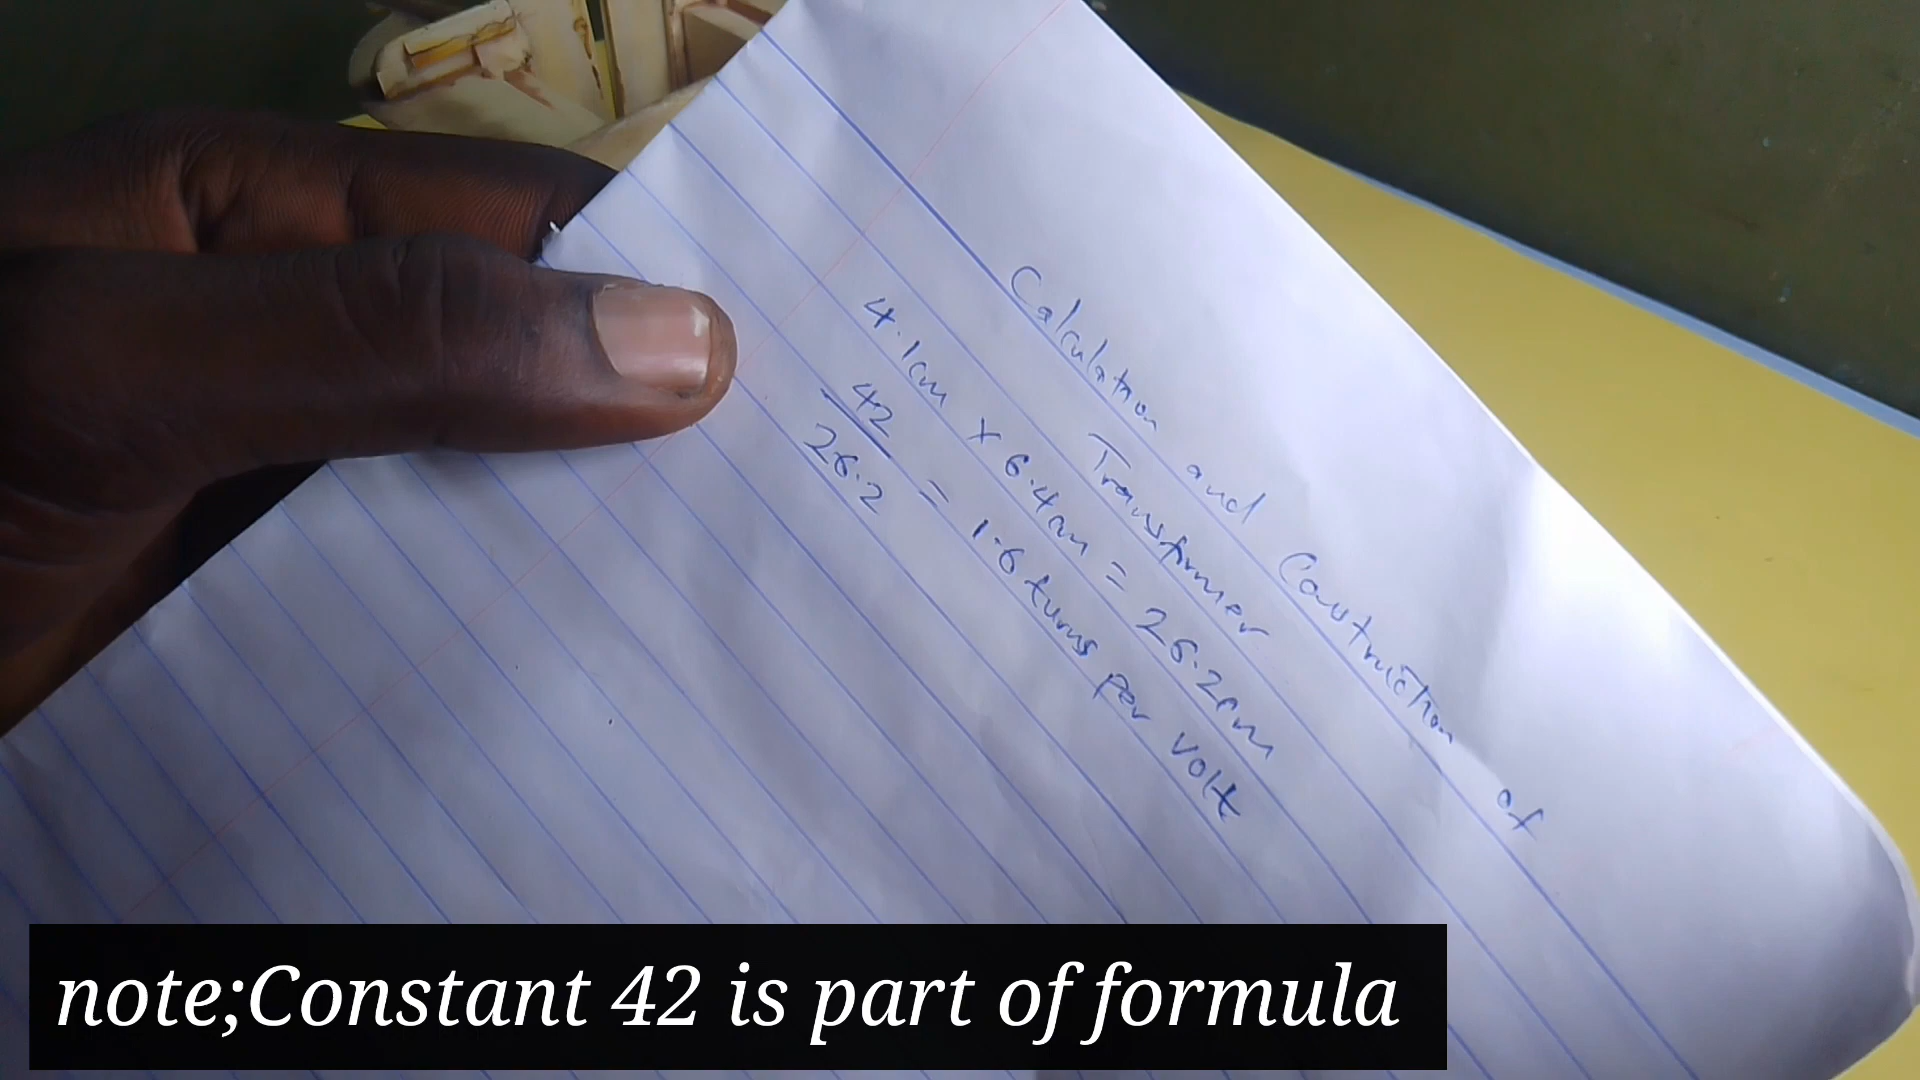 Calculation and Construction of
Transformer
4.1cm x 6.4cm = 26.2cm
42
26.2
= 1.6 turns per volt
note;Constant 42 is part of formula